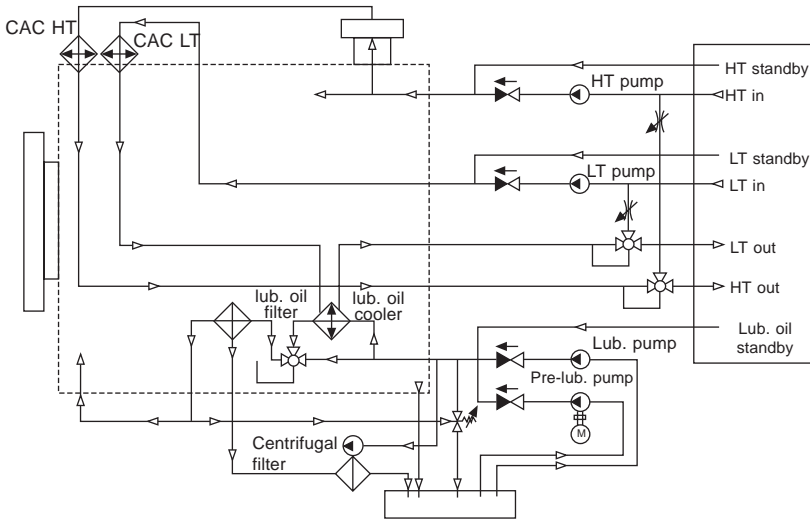 CAC HT
CAC LT
HT standby
HT pump
HT in
LT standby
LT pump
LT in
LT out
HT out
lub. oil
filter
lub. oil
cooler
Lub. oil
standby
Lub. pump
Pre-lub. pump
M
Centrifugal
filter